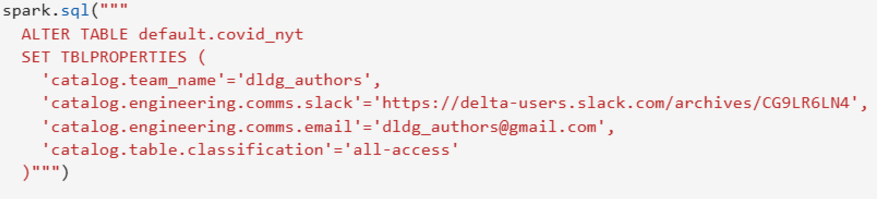 spark.sql("""
  ALTER TABLE default.covid_nyt
  SET TBLPROPERTIES (
    'catalog.team_name'='dldg_authors',
    'catalog.engineering.comms.slack'='https://delta-users.slack.com/archives/CG9LR6LN4',
    'catalog.engineering.comms.email'='dldg_authors@gmail.com',
    'catalog.table.classification'='all-access'
  )""")